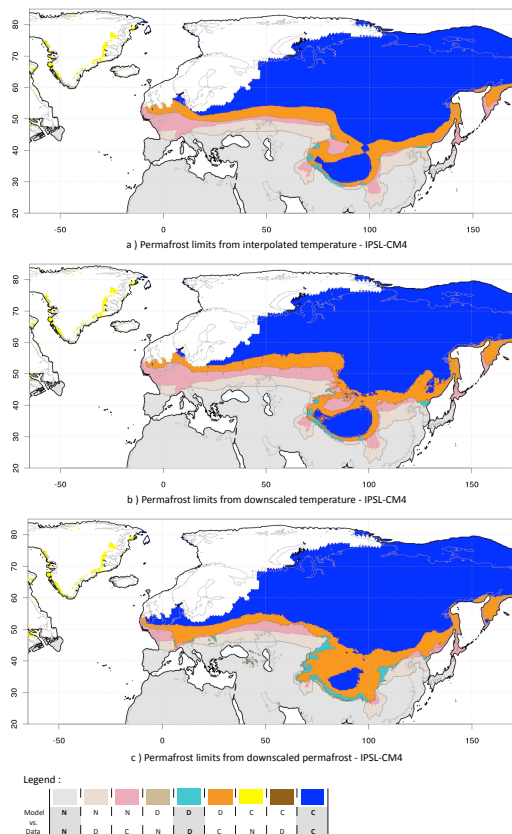 80
70
60
50
40
30
20
-50 0 50 100 150
a ) Permafrost limits from interpolated temperature - IPSL-CM4
80
70
60
50
40
30
20
-50 0 50 100 150
b ) Permafrost limits from downscaled temperature - IPSL-CM4
80
70
60
50
40
30
20
-50 0 50 100 150
c ) Permafrost limits from downscaled permafrost - IPSL-CM4
Legend :
Model N N N D D D C C C
vs.
Data N D C N D C N D C